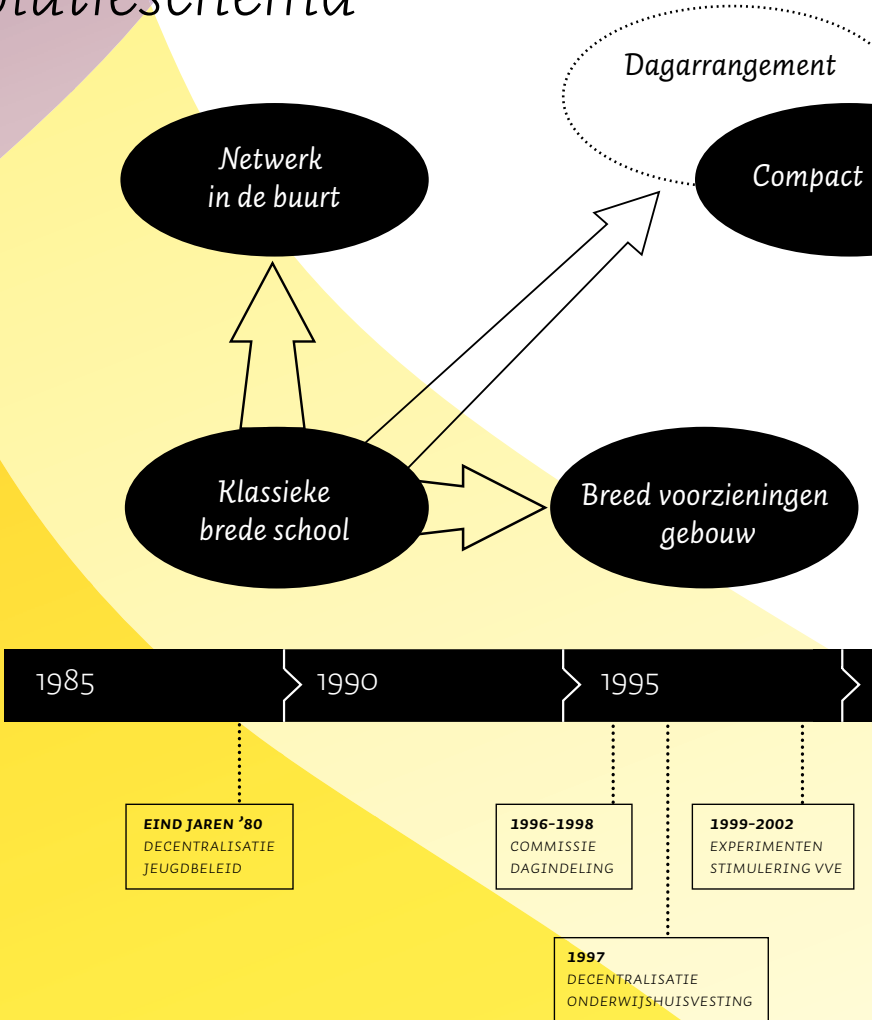 Dagarrangement
Netwerk
in de buurt
Compact
Klassieke
brede school
Breed voorzieningen
gebouw
1985
1990
1995
EIND JAREN ’80
DECENTRALISATIE
JEUGDBELEID
1996-1998
COMMISSIE
DAGINDELING
1999-2002
EXPERIMENTEN
STIMULERING VVE
1997
DECENTRALISATIE
ONDERWIJSHUISVESTING